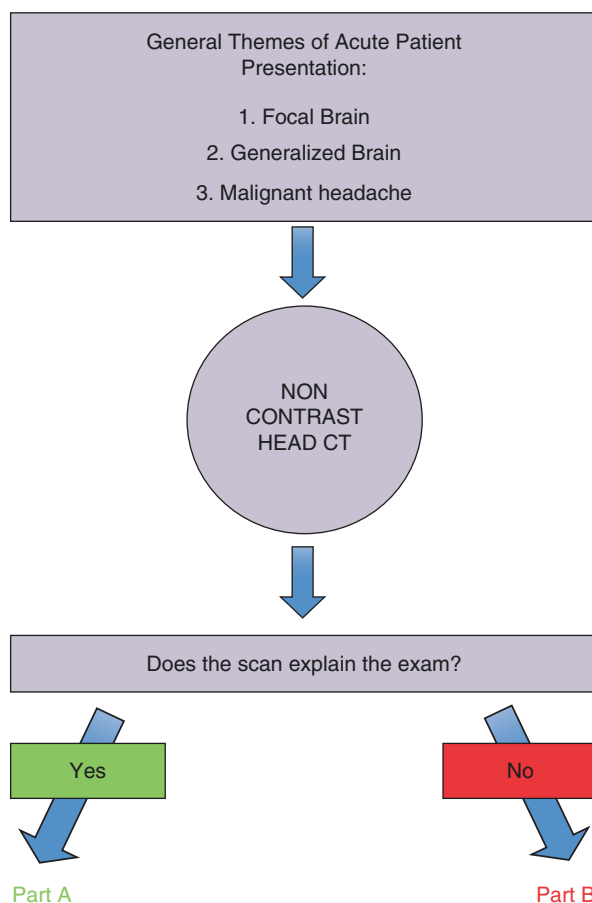 General Themes of Acute Patient
Presentation:
1. Focal Brain
2. Generalized Brain
3. Malignant headache
NON
CONTRAST
HEAD CT
Does the scan explain the exam?
Yes
No
Part A
Part B